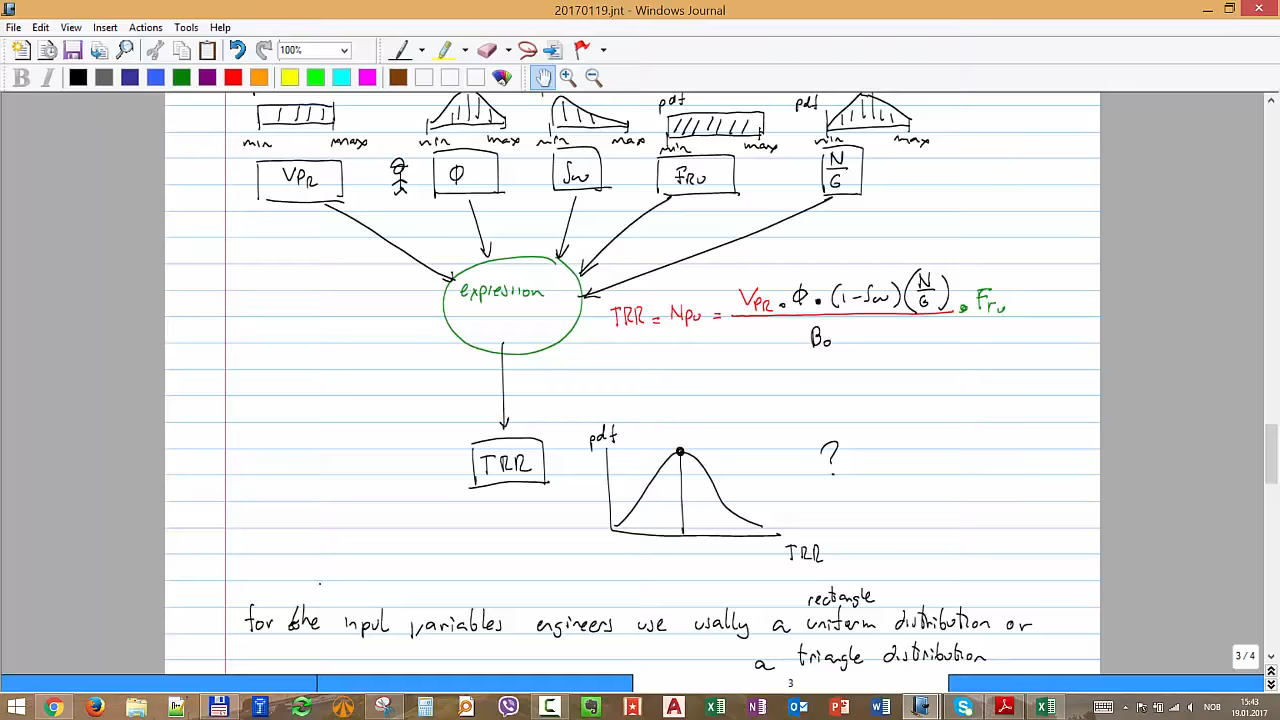 20170119.jnt - Windows Journal
File Edit View Insert Actions Tools Help
100%
B I
pdf pdf
min max min max min max min max min max
VPR Φ Sw FRU N/G
expression
TRR = Npu = VPR . Φ . (1-Sw) (N/G) . Fru
Bo
TRR
pdf
?
TRR
rectangle
for the input variables engineers use usally a uniform distribution or
a triangle distribution
3 / 4
3
NOB
15:43
19.01.2017